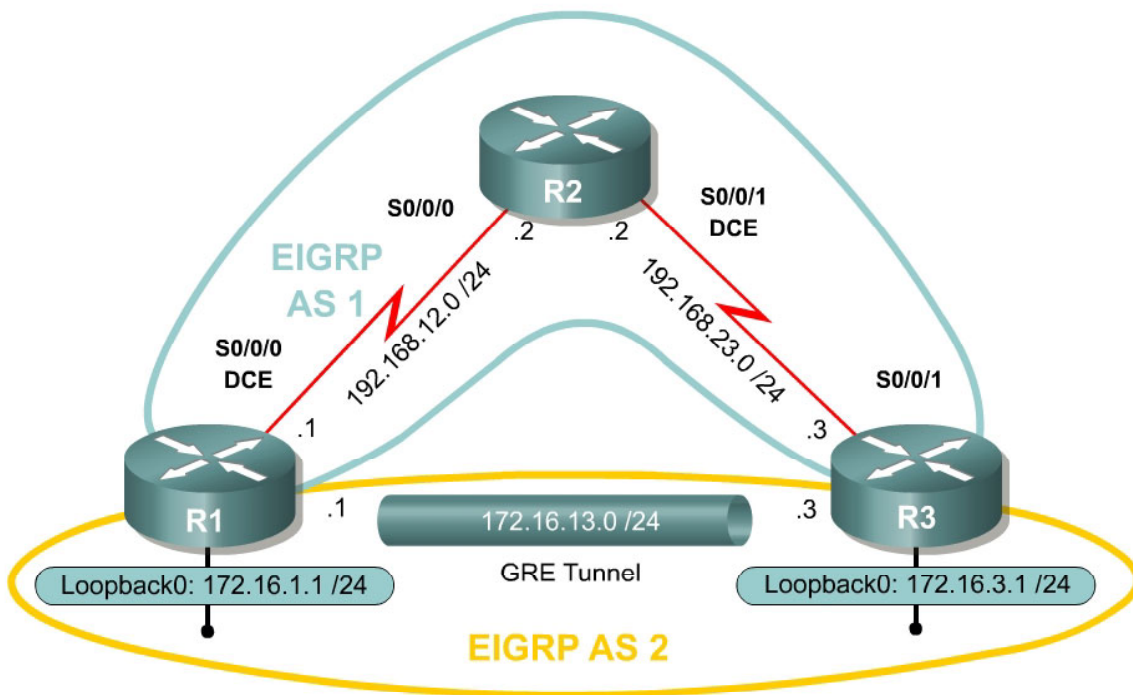 R2
S0/0/0
S0/0/1
DCE
.2
.2
EIGRP
AS 1
192.168.12.0 /24
192.168.23.0 /24
S0/0/0
DCE
S0/0/1
.1
.3
R1
.1
172.16.13.0 /24
.3
R3
GRE Tunnel
Loopback0: 172.16.1.1 /24
Loopback0: 172.16.3.1 /24
EIGRP AS 2